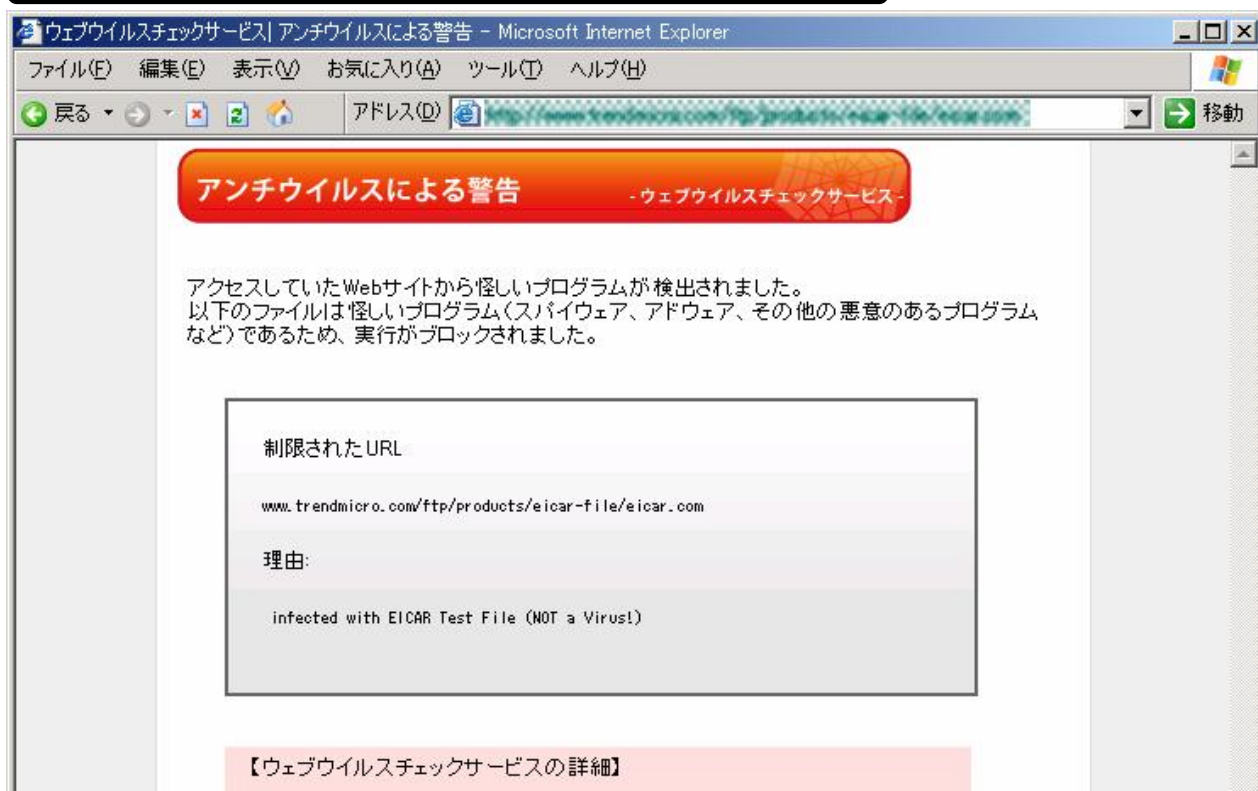 ウェブウイルスチェックサービス| アンチウイルスによる警告 - Microsoft Internet Explorer
ファイル(F) 編集(E) 表示(V) お気に入り(A) ツール(T) ヘルプ(H)
戻る アドレス(D) 移動
アンチウイルスによる警告 -ウェブウイルスチェックサービス-
アクセスしていたWebサイトから怪しいプログラムが検出されました。
以下のファイルは怪しいプログラム(スパイウェア、アドウェア、その他の悪意のあるプログラム
など)であるため、実行がブロックされました。
制限されたURL
www.trendmicro.com/ftp/products/eicar-file/eicar.com
理由:
infected with EICAR Test File (NOT a Virus!)
【ウェブウイルスチェックサービスの詳細】